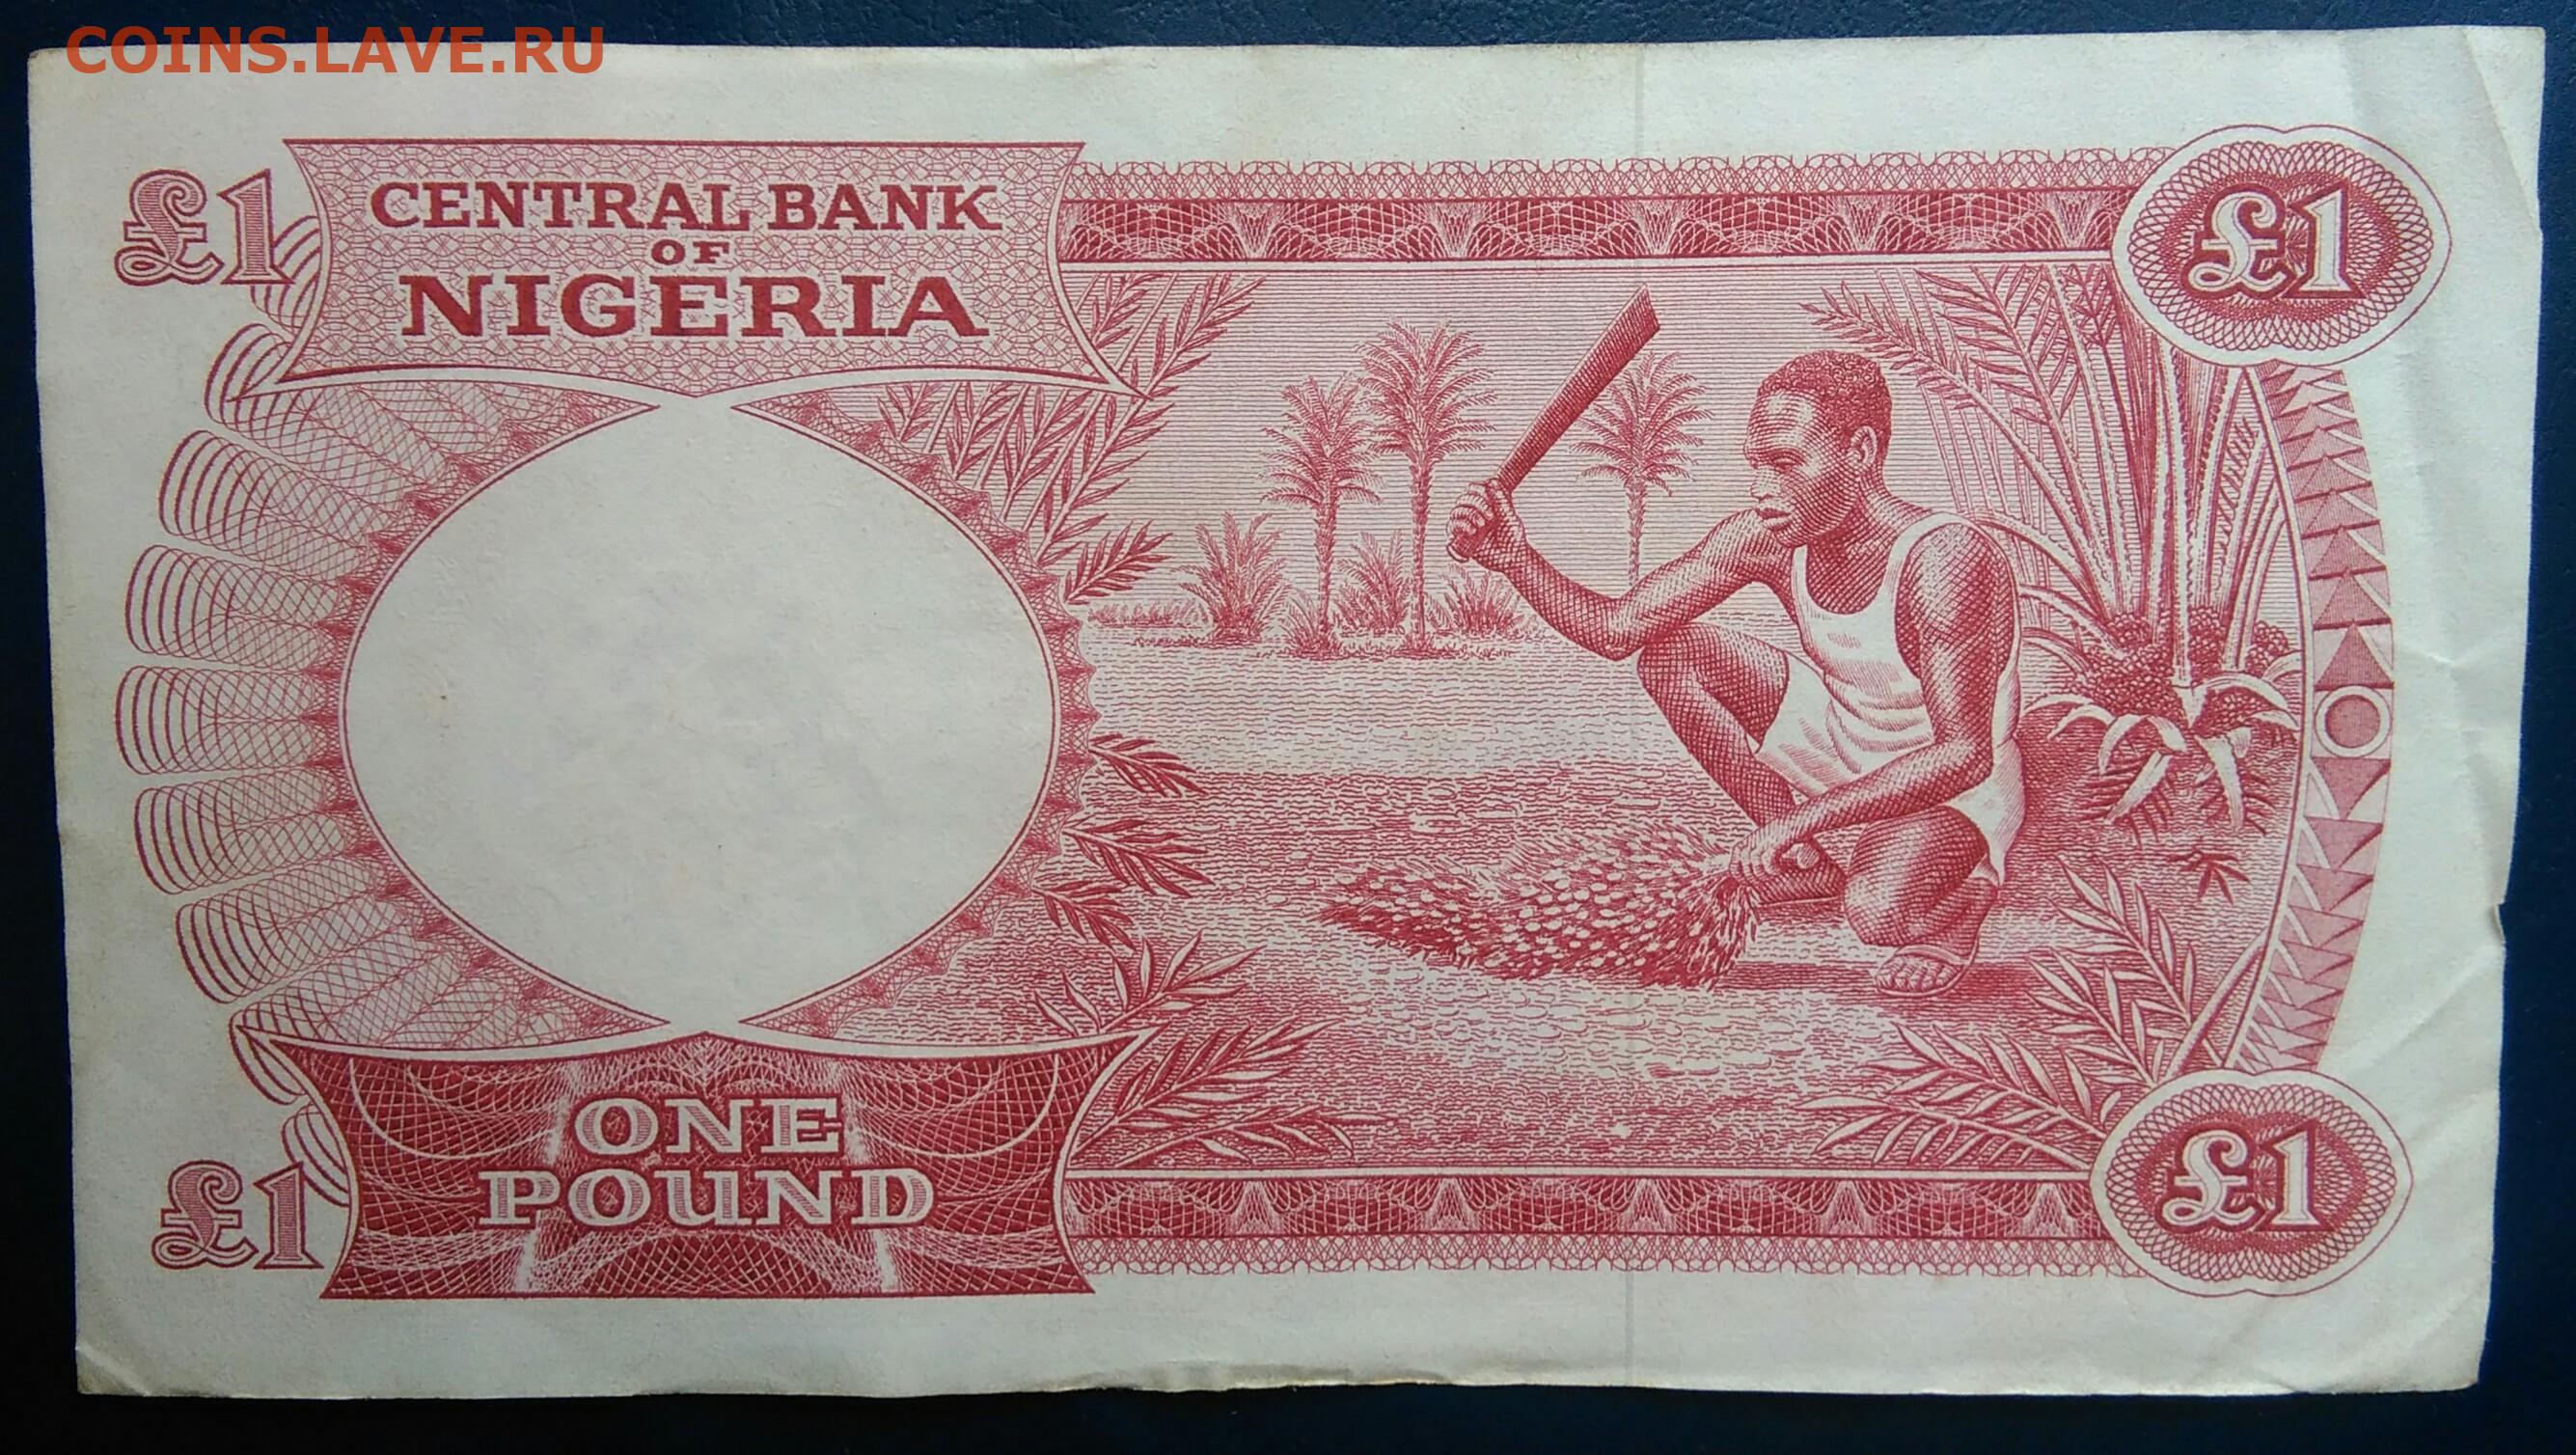 COINS.LAVE.RU
£1
CENTRAL BANK
OF
NIGERIA
£1
ONE
POUND
£1
£1